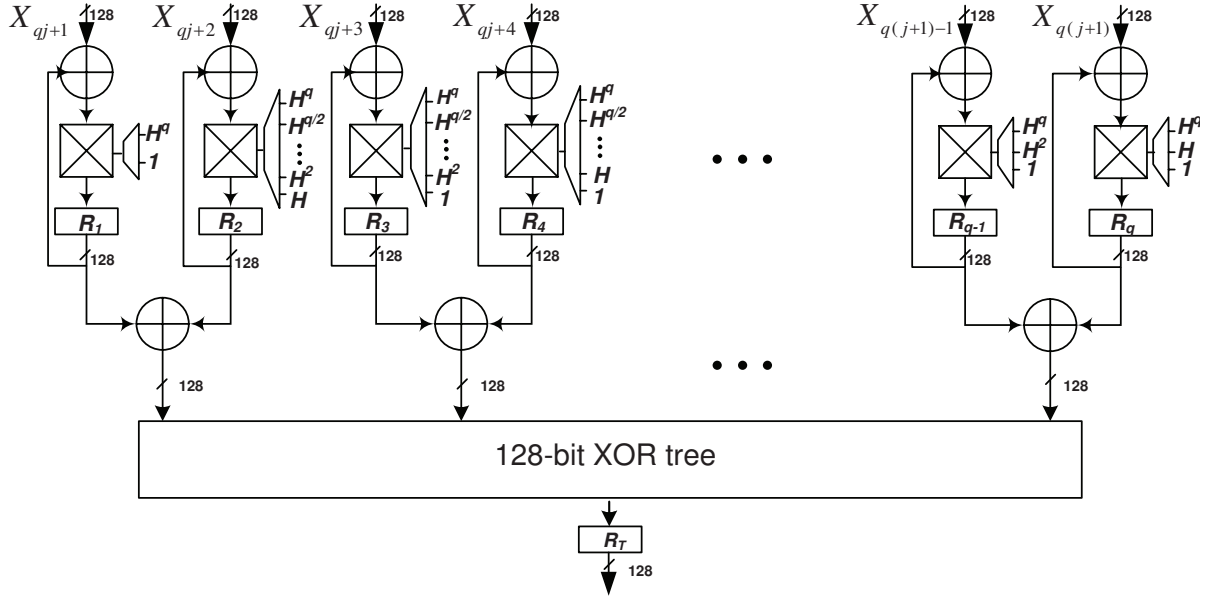 X_{qj+1} 128 X_{qj+2} 128 X_{qj+3} 128 X_{qj+4} 128 X_{q(j+1)-1} 128 X_{q(j+1)} 128
H^q 1
H^q H^{q/2} H^2 H
H^q H^{q/2} H^2 1
H^q H^{q/2} H 1
H^q H^2 1
H^q H 1
R_1 R_2 R_3 R_4 R_{q-1} R_q
128 128 128 128 128 128
128 128 128
128-bit XOR tree
R_T
128